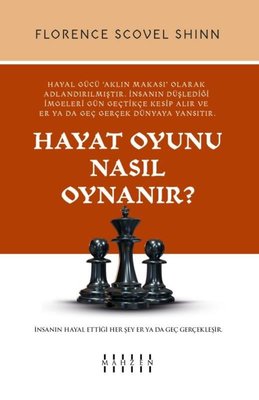 FLORENCE SCOVEL SHINN
HAYAL GÜCÜ 'AKLIN MAKASI' OLARAK
ADLANDIRILMIŞTIR. İNSANIN DÜŞLEDİĞİ
İMGELERİ GÜN GEÇTİKÇE KESİP ALIR VE
ER YA DA GEÇ GERÇEK DÜNYAYA YANSITIR.
HAYAT OYUNU
NASIL
OYNANIR?
İNSANIN HAYAL ETTİĞİ HER ŞEY ER YA DA GEÇ GERÇEKLEŞİR.
MAHZEN